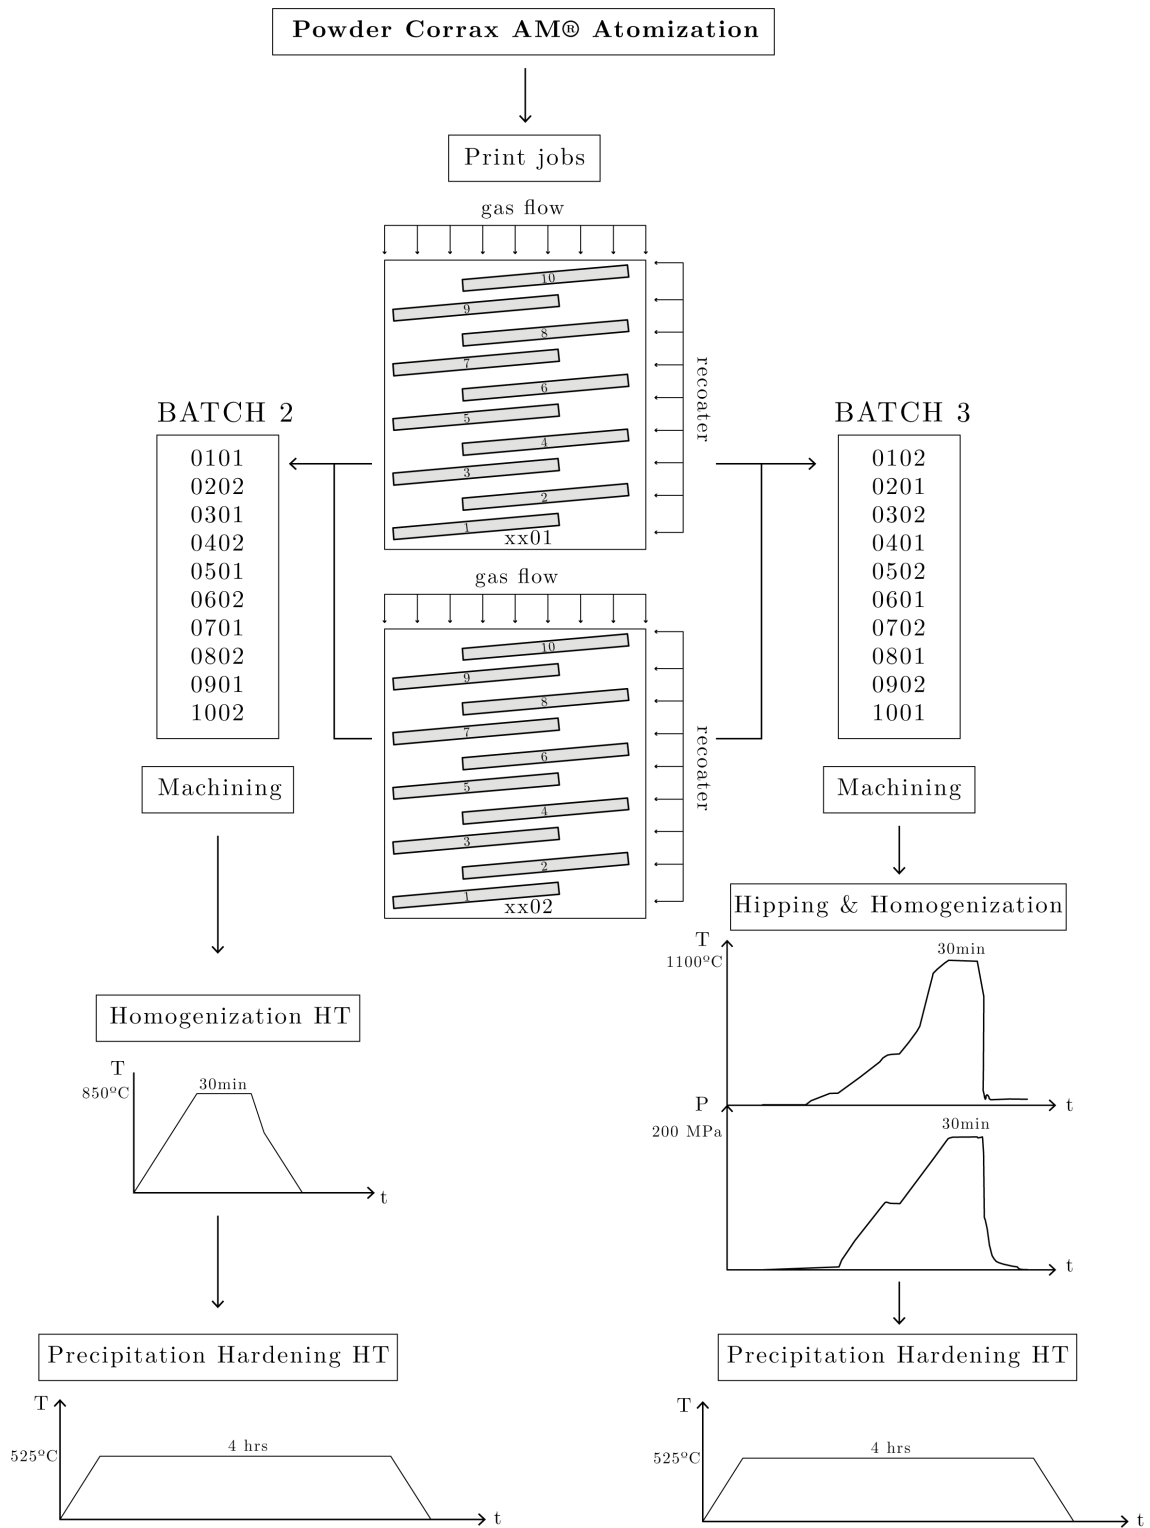 Powder Corrax AM® Atomization
Print jobs
gas flow
10
9
8
7
6
5
4
3
2
1
xx01
recoater
gas flow
10
9
8
7
6
5
4
3
2
1
xx02
recoater
BATCH 2
0101
0202
0301
0402
0501
0602
0701
0802
0901
1002
Machining
Homogenization HT
T
850ºC
30min
t
Precipitation Hardening HT
T
525ºC
4 hrs
t
BATCH 3
0102
0201
0302
0401
0502
0601
0702
0801
0902
1001
Machining
Hipping & Homogenization
T
1100ºC
30min
t
P
200 MPa
30min
t
Precipitation Hardening HT
T
525ºC
4 hrs
t